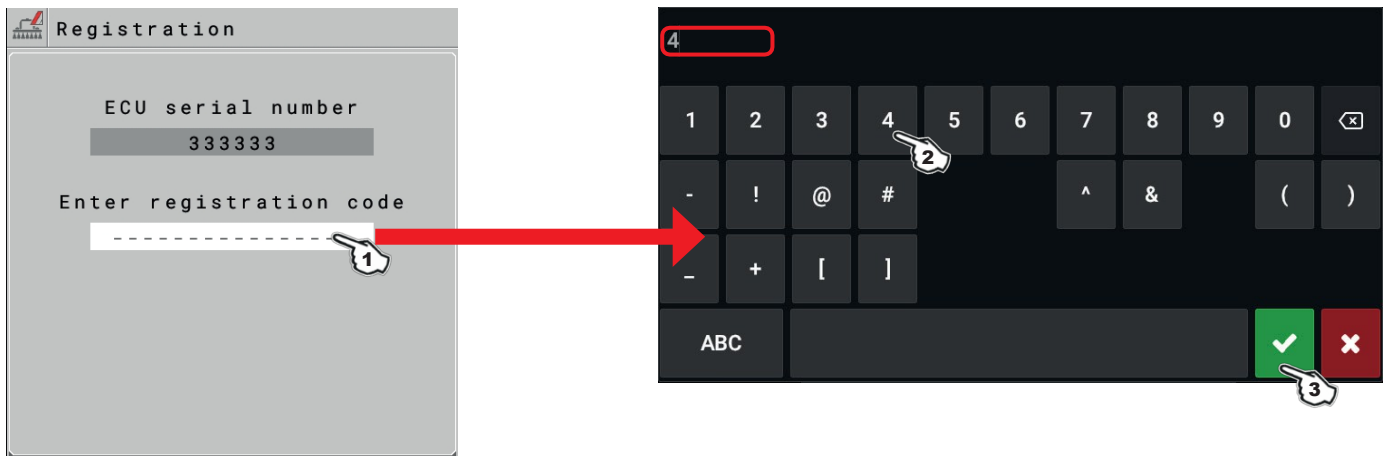 Registration
ECU serial number
333333
Enter registration code
---------------
1
4
1 2 3 4 5 6 7 8 9 0
2
- ! @ # ^ & ( )
_ + [ ]
ABC
3